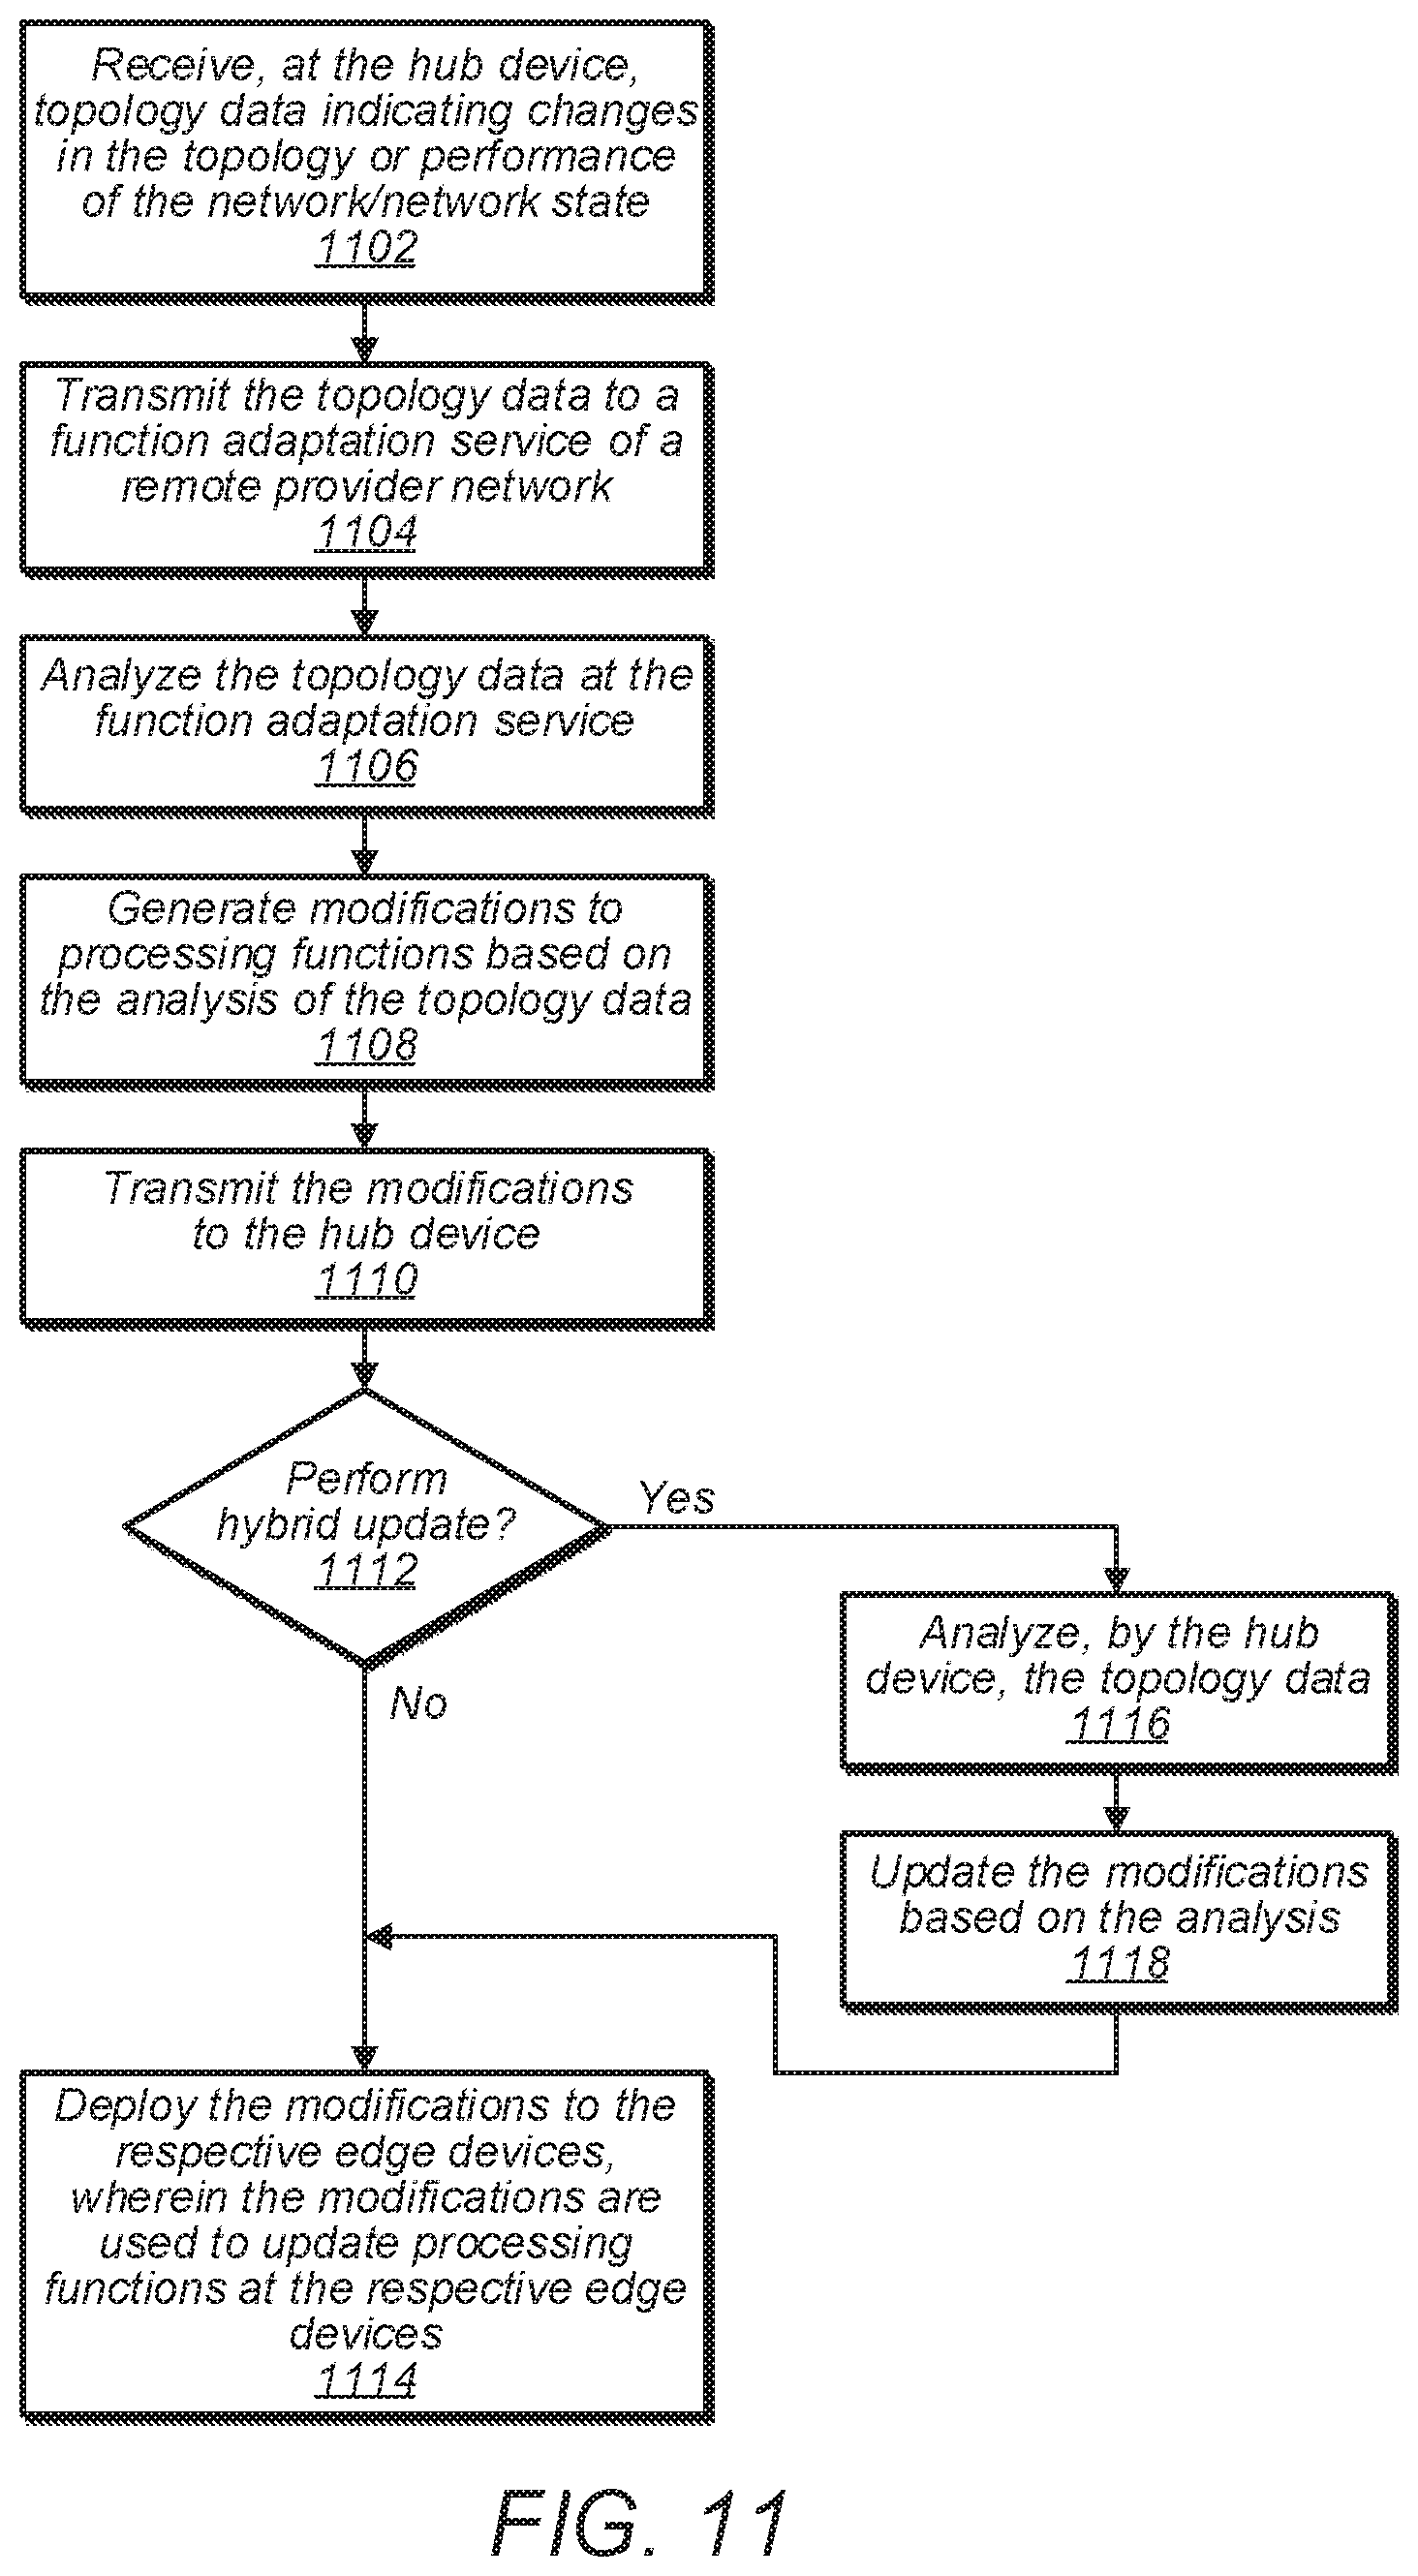 Receive, at the hub device,
topology data indicating changes
in the topology or performance
of the network/network state
1102
Transmit the topology data to a
function adaptation service of a
remote provider network
1104
Analyze the topology data at the
function adaptation service
1106
Generate modifications to
processing functions based on
the analysis of the topology data
1108
Transmit the modifications
to the hub device
1110
Perform
hybrid update?
1112
Yes
No
Analyze, by the hub
device, the topology data
1116
Update the modifications
based on the analysis
1118
Deploy the modifications to the
respective edge devices,
wherein the modifications are
used to update processing
functions at the respective edge
devices
1114
FIG. 11